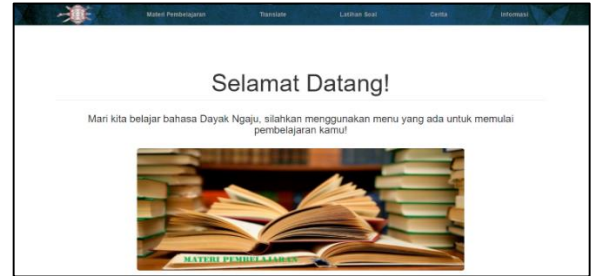 Materi Pembelajaran Translate Latihan Soal Cerita Informasi
Selamat Datang!
Mari kita belajar bahasa Dayak Ngaju, silahkan menggunakan menu yang ada untuk memulai
pembelajaran kamu!
MATERI PEMBELAJARAN